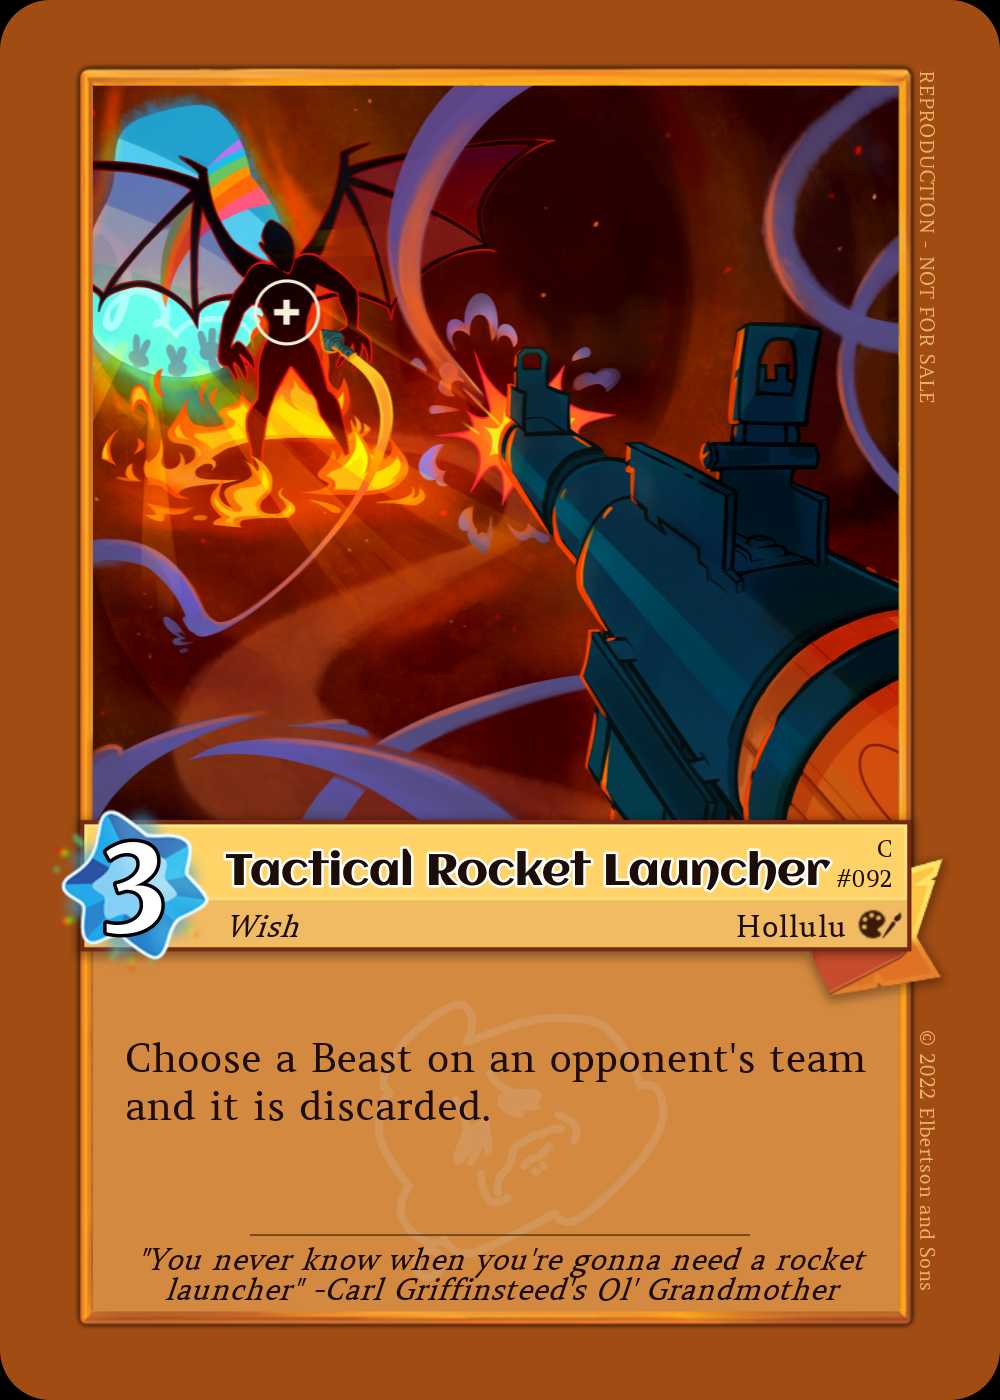 REPRODUCTION - NOT FOR SALE
3
Tactical Rocket Launcher
C
#092
Wish
Hollulu
Choose a Beast on an opponent's team
and it is discarded.
"You never know when you're gonna need a rocket
launcher" -Carl Griffinsteed's Ol' Grandmother
© 2022 Elbertson and Sons